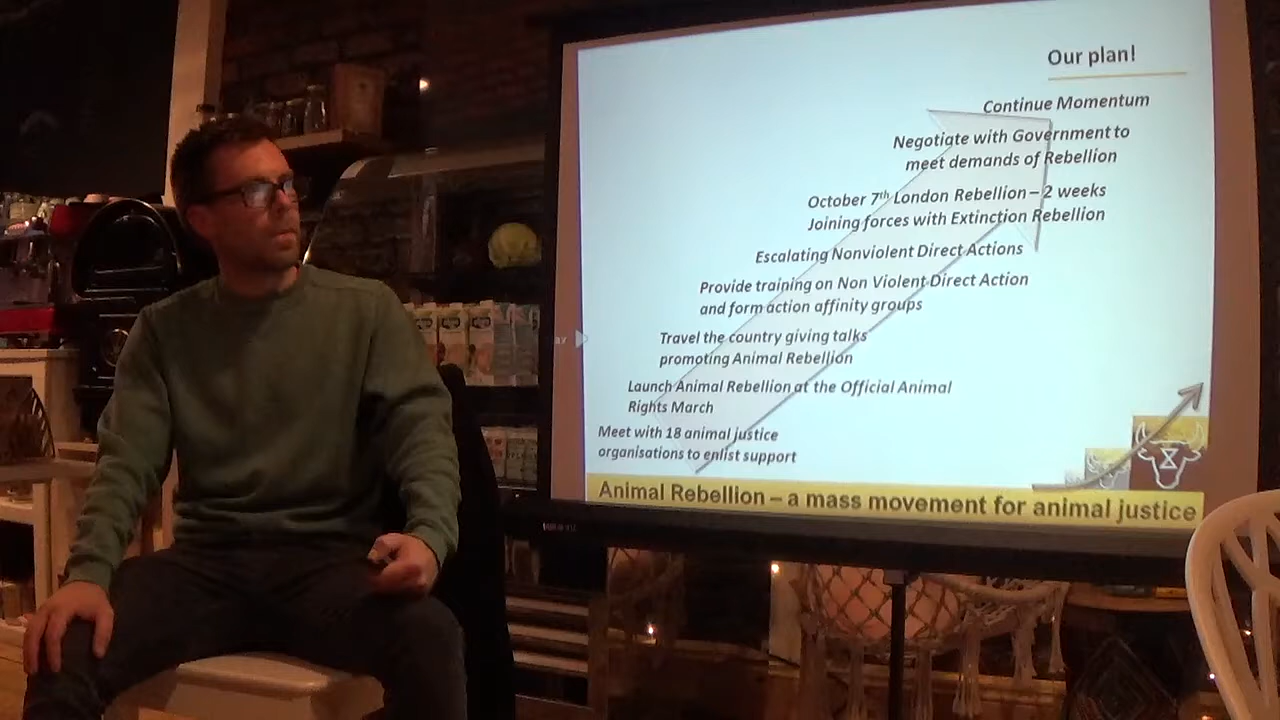 Our plan!
Continue Momentum
Negotiate with Government to
meet demands of Rebellion
October 7th London Rebellion – 2 weeks
Joining forces with Extinction Rebellion
Escalating Nonviolent Direct Actions
Provide training on Non Violent Direct Action
and form action affinity groups
Travel the country giving talks
promoting Animal Rebellion
Launch Animal Rebellion at the Official Animal
Rights March
Meet with 18 animal justice
organisations to enlist support
Animal Rebellion – a mass movement for animal justice